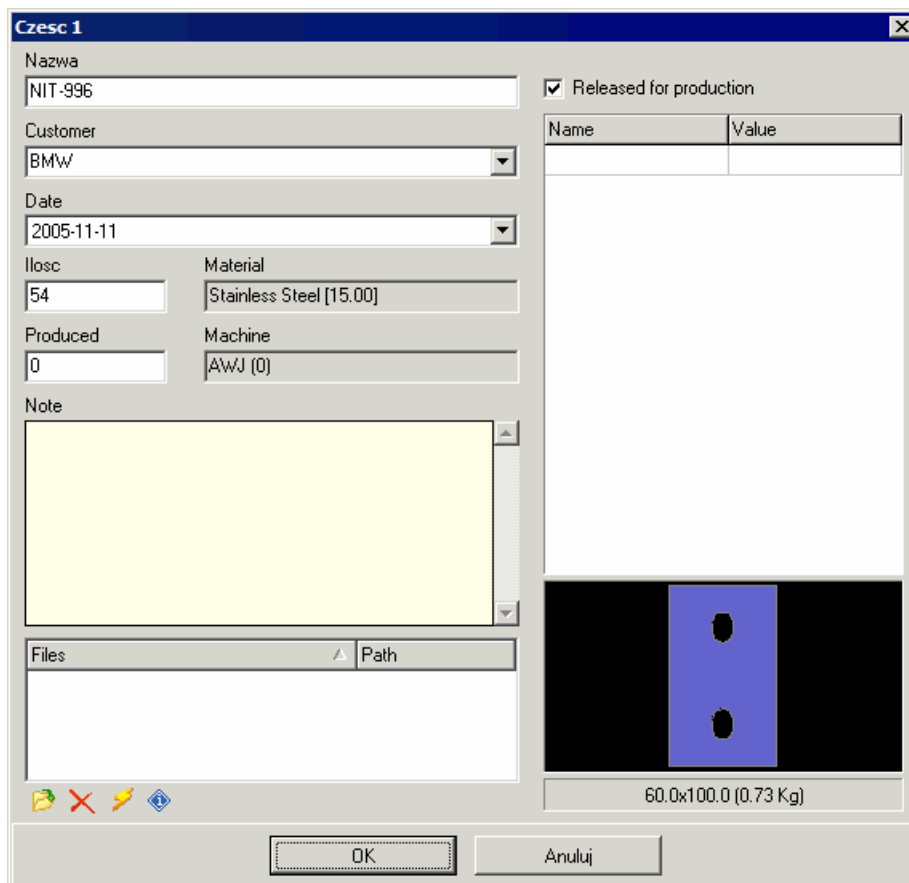 Czesc 1
Nazwa
NIT-996
Released for production
Customer
BMW
Name Value
Date
2005-11-11
Ilosc Material
54 Stainless Steel [15.00]
Produced Machine
0 AWJ (0)
Note
Files Path
60.0x100.0 (0.73 Kg)
OK Anuluj